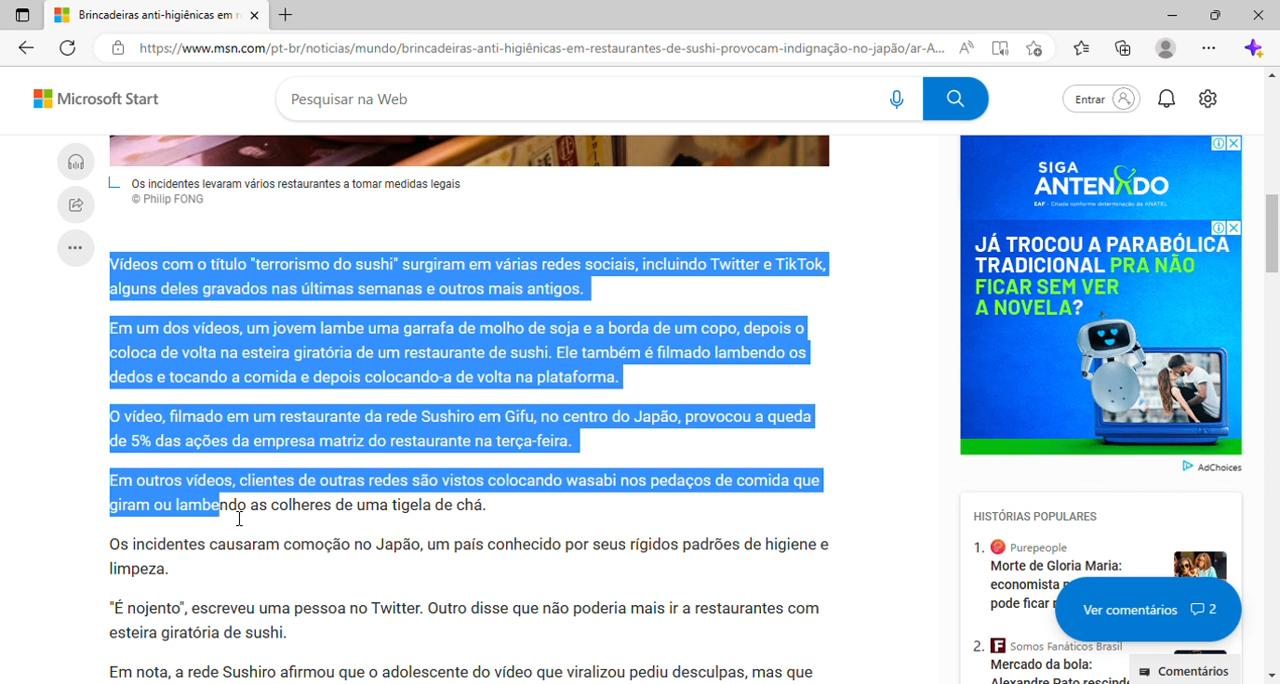 Brincadeiras anti-higiênicas em r
https://www.msn.com/pt-br/noticias/mundo/brincadeiras-anti-higiênicas-em-restaurantes-de-sushi-provocam-indignação-no-japão/ar-A...
Microsoft Start
Pesquisar na Web
Entrar
Os incidentes levaram vários restaurantes a tomar medidas legais
© Philip FONG
Vídeos com o título "terrorismo do sushi" surgiram em várias redes sociais, incluindo Twitter e TikTok,
alguns deles gravados nas últimas semanas e outros mais antigos.
Em um dos vídeos, um jovem lambe uma garrafa de molho de soja e a borda de um copo, depois o
coloca de volta na esteira giratória de um restaurante de sushi. Ele também é filmado lambendo os
dedos e tocando a comida e depois colocando-a de volta na plataforma.
O vídeo, filmado em um restaurante da rede Sushiro em Gifu, no centro do Japão, provocou a queda
de 5% das ações da empresa matriz do restaurante na terça-feira.
Em outros vídeos, clientes de outras redes são vistos colocando wasabi nos pedaços de comida que
giram ou lambendo as colheres de uma tigela de chá.
Os incidentes causaram comoção no Japão, um país conhecido por seus rígidos padrões de higiene e
limpeza.
"É nojento", escreveu uma pessoa no Twitter. Outro disse que não poderia mais ir a restaurantes com
esteira giratória de sushi.
Em nota, a rede Sushiro afirmou que o adolescente do vídeo que viralizou pediu desculpas, mas que
SIGA
ANTENADO
EAF - Criada conforme determinação da ANATEL
JÁ TROCOU A PARABÓLICA
TRADICIONAL PRA NÃO
FICAR SEM VER
A NOVELA?
AdChoices
HISTÓRIAS POPULARES
1. Purepeople
Morte de Gloria Maria:
economista
pode ficar
Ver comentários 2
2. F Somos Fanáticos Brasil
Mercado da bola:
Alexandre Pato rescinde
Comentários